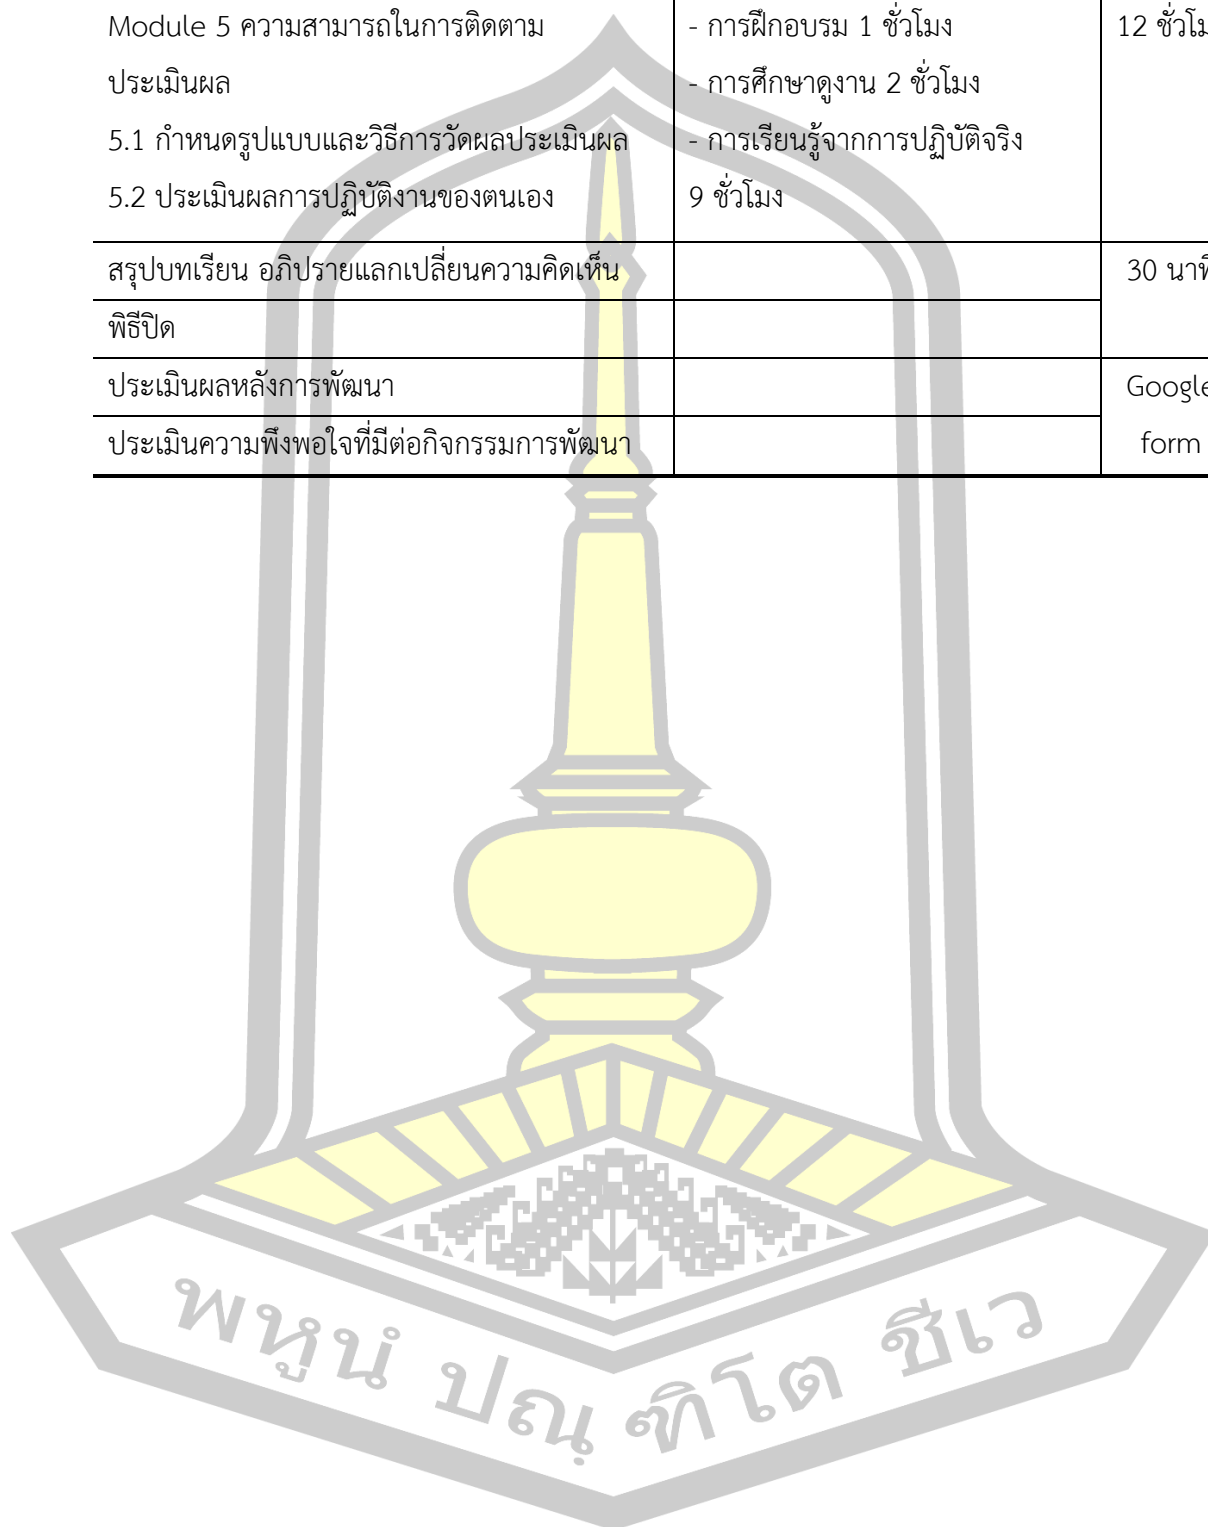 Module 5 ความสามารถในการติดตาม
ประเมินผล
5.1 กำหนดรูปแบบและวิธีการวัดผลประเมินผล
5.2 ประเมินผลการปฏิบัติงานของตนเอง
- การฝึกอบรม 1 ชั่วโมง
- การศึกษาดูงาน 2 ชั่วโมง
- การเรียนรู้จากการปฏิบัติจริง
9 ชั่วโมง
12 ชั่วโม
สรุปบทเรียน อภิปรายแลกเปลี่ยนความคิดเห็น
30 นาที
พิธีปิด
ประเมินผลหลังการพัฒนา
ประเมินความพึงพอใจที่มีต่อกิจกรรมการพัฒนา
Google
form
พหูนํ ปณฺฑิโต ชีเว